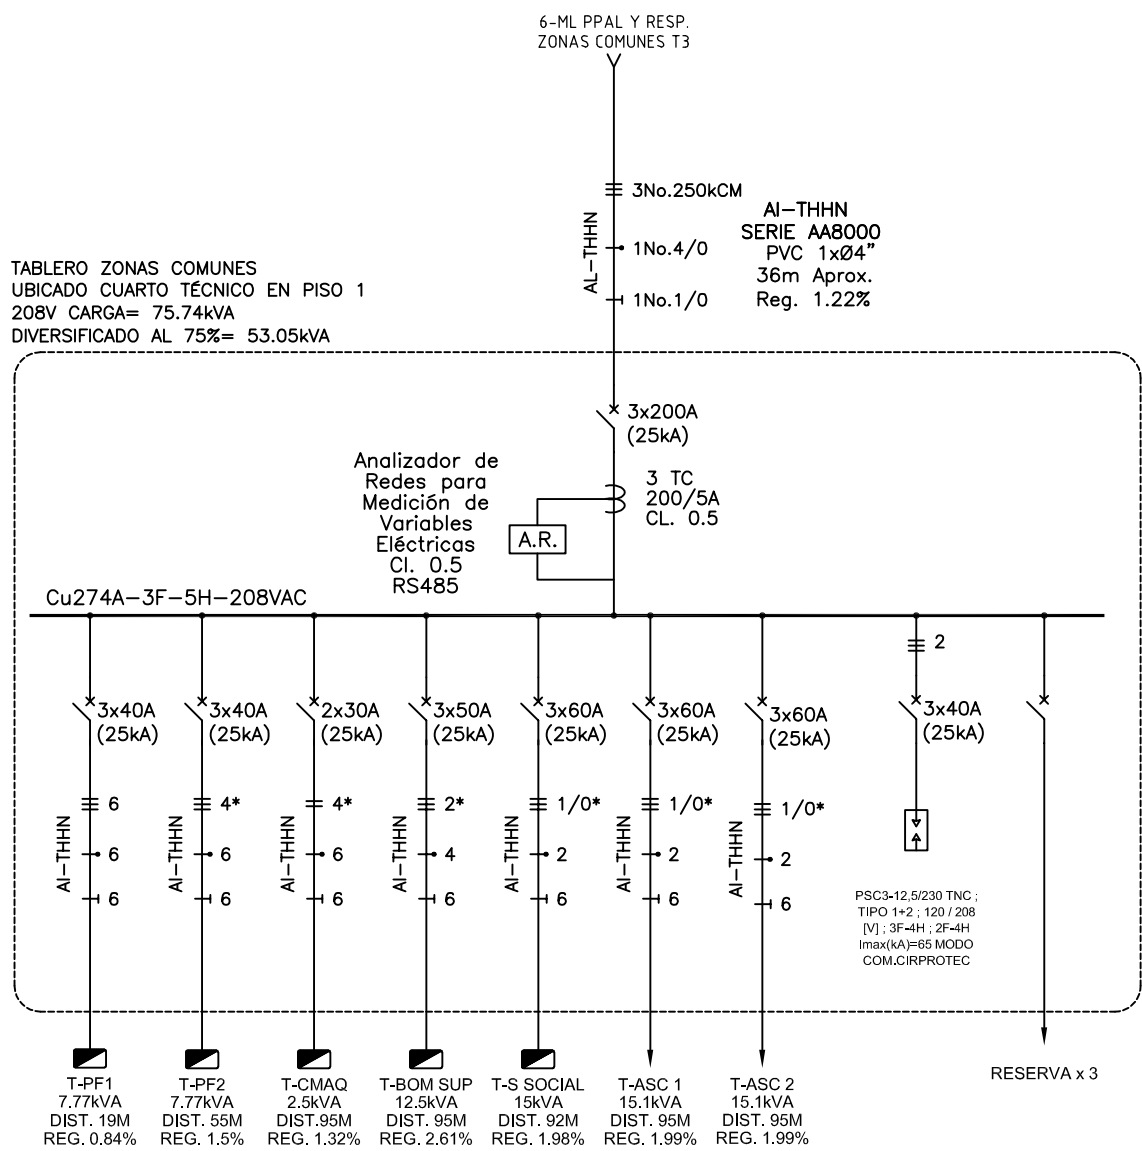 6-ML PPAL Y RESP.
ZONAS COMUNES T3
3No.250kCM
AL-THHN
1No.4/0
1No.1/0
AI-THHN
SERIE AA8000
PVC 1xØ4"
36m Aprox.
Reg. 1.22%
TABLERO ZONAS COMUNES
UBICADO CUARTO TÉCNICO EN PISO 1
208V CARGA= 75.74kVA
DIVERSIFICADO AL 75%= 53.05kVA
3x200A
(25kA)
Analizador de
Redes para
Medición de
Variables
Eléctricas
Cl. 0.5
RS485
A.R.
3 TC
200/5A
CL. 0.5
Cu274A-3F-5H-208VAC
3x40A
(25kA)
AI-THHN
6
6
6
T-PF1
7.77kVA
DIST. 19M
REG. 0.84%
3x40A
(25kA)
AI-THHN
4*
6
6
T-PF2
7.77kVA
DIST. 55M
REG. 1.5%
2x30A
(25kA)
AI-THHN
4*
6
6
T-CMAQ
2.5kVA
DIST.95M
REG. 1.32%
3x50A
(25kA)
AI-THHN
2*
4
6
T-BOM SUP
12.5kVA
DIST. 95M
REG. 2.61%
3x60A
(25kA)
AI-THHN
1/0*
2
6
T-S SOCIAL
15kVA
DIST. 92M
REG. 1.98%
3x60A
(25kA)
AI-THHN
1/0*
2
6
T-ASC 1
15.1kVA
DIST. 95M
REG. 1.99%
3x60A
(25kA)
AI-THHN
1/0*
2
6
T-ASC 2
15.1kVA
DIST. 95M
REG. 1.99%
2
3x40A
(25kA)
PSC3-12,5/230 TNC ;
TIPO 1+2 ; 120 / 208
[V] ; 3F-4H ; 2F-4H
Imax(kA)=65 MODO
COM.CIRPROTEC
RESERVA x 3